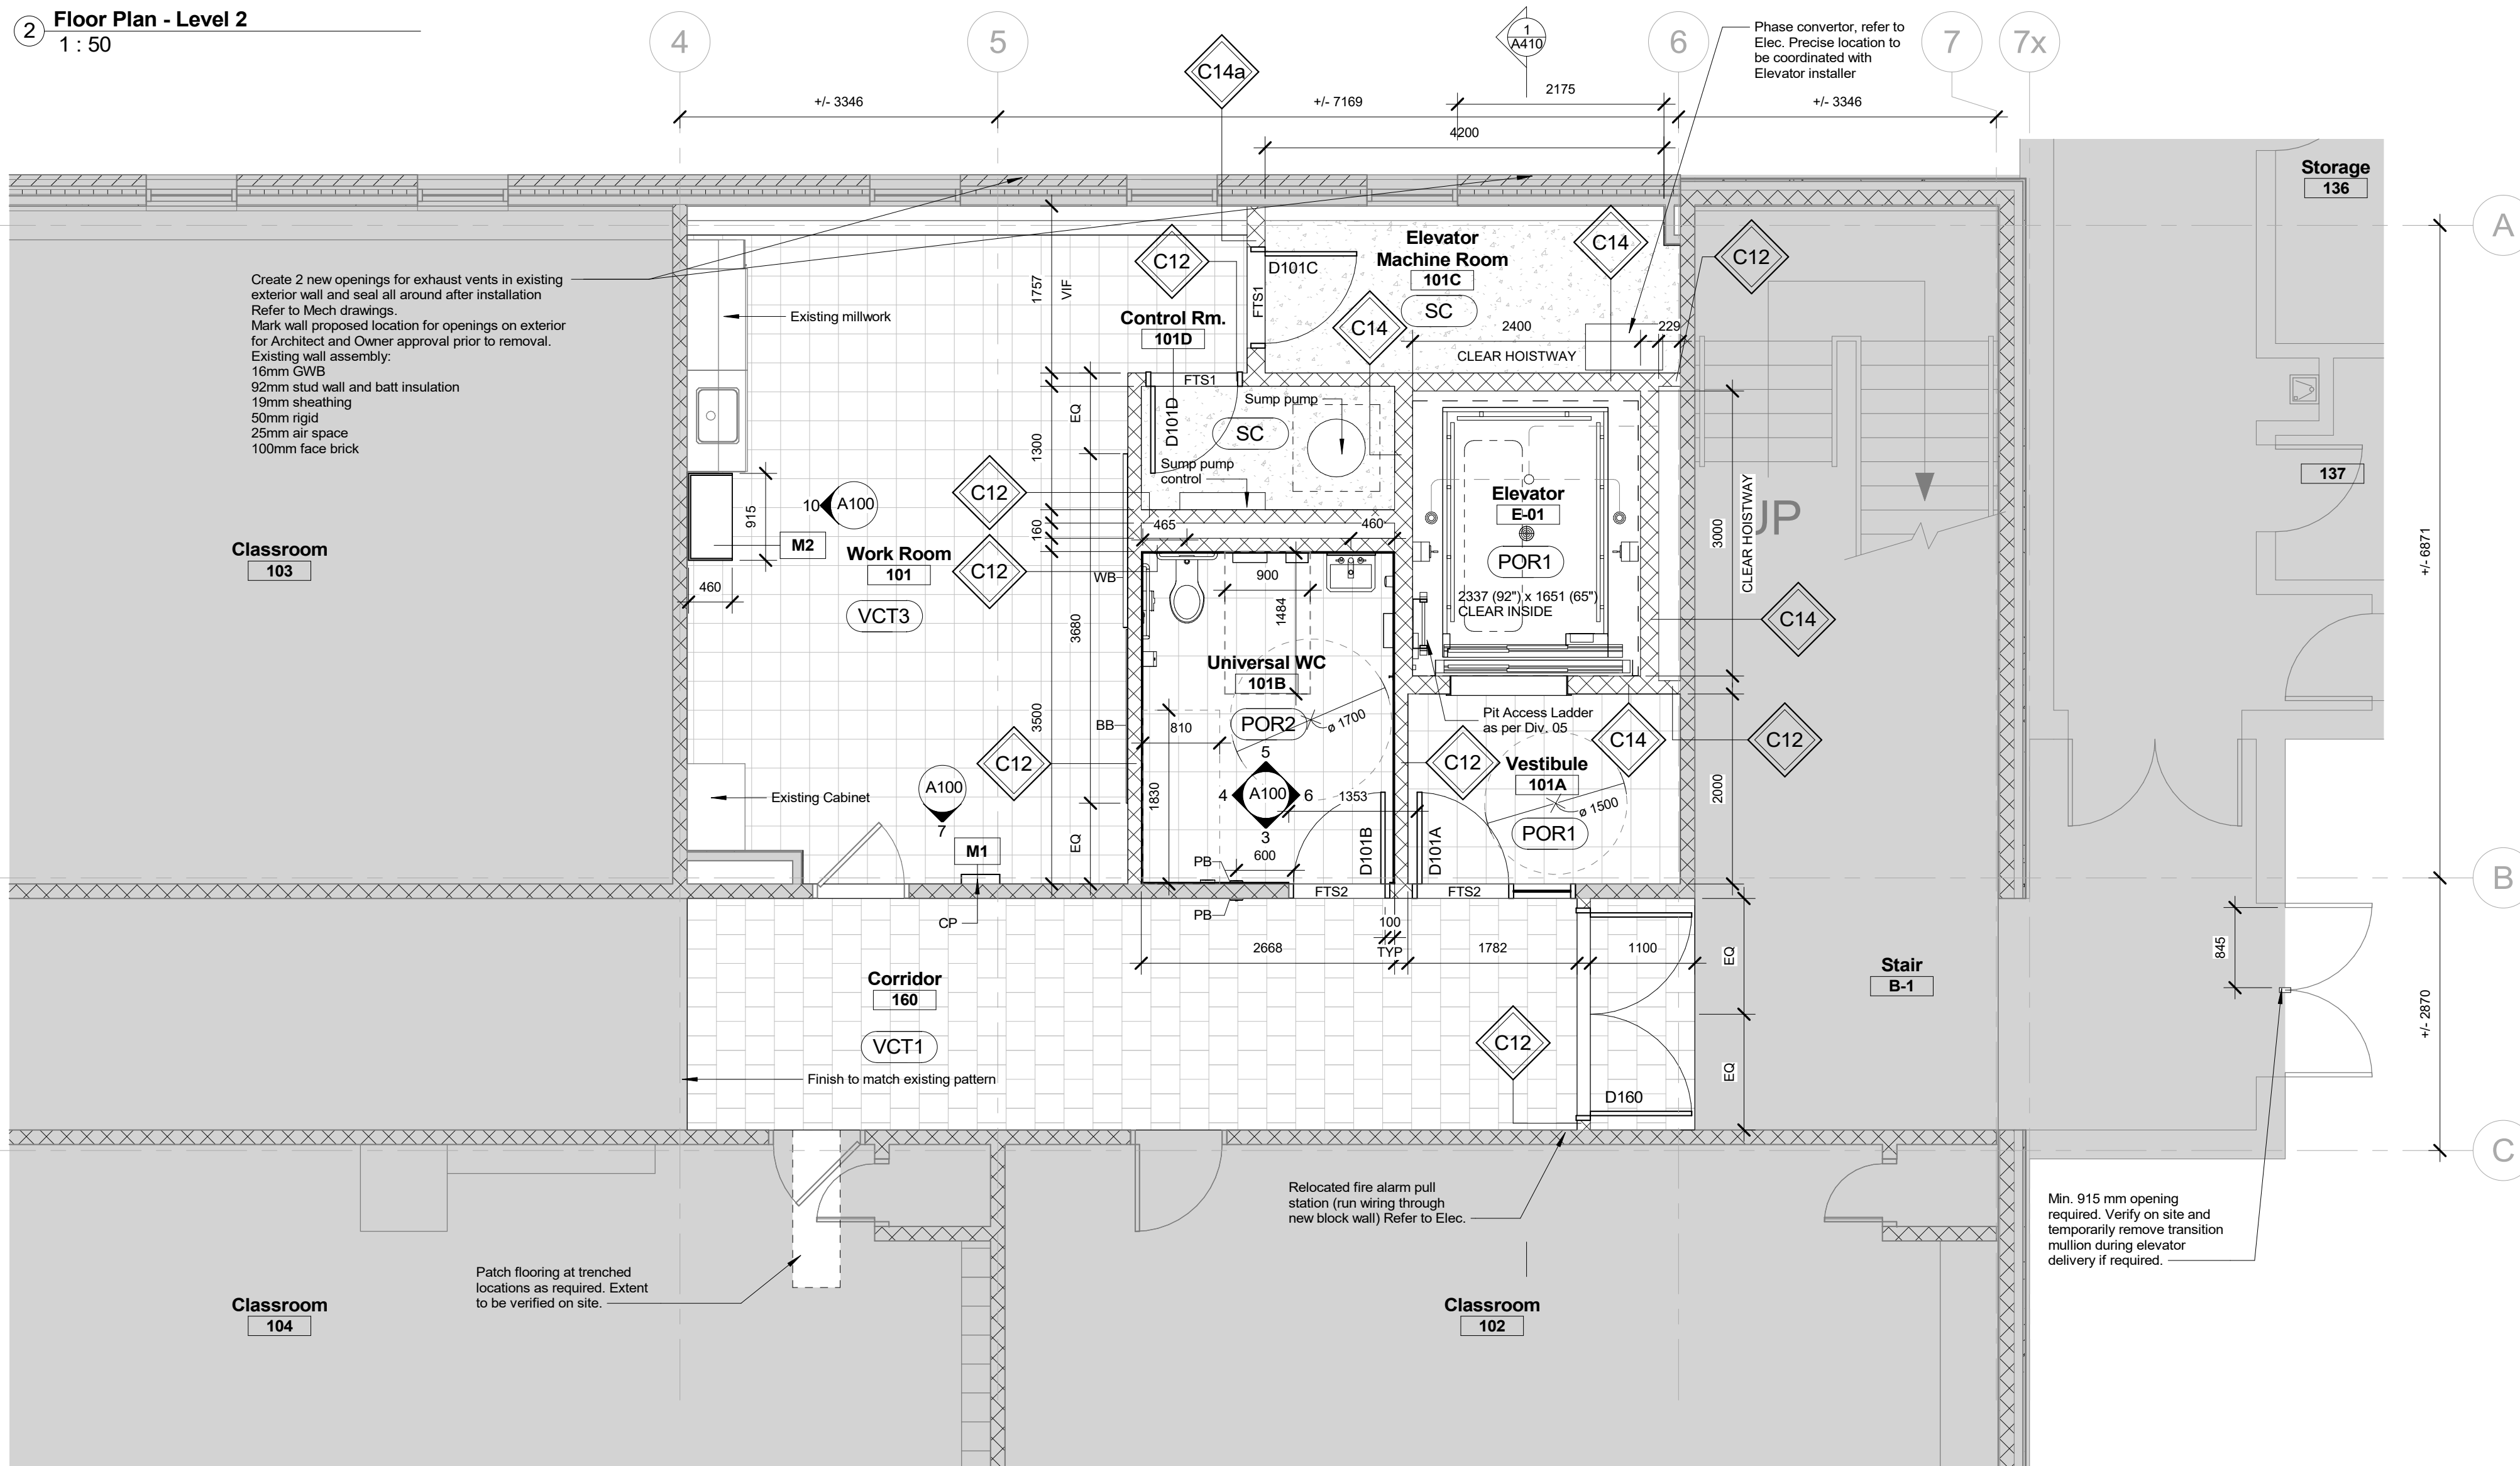 2
Floor Plan - Level 2
1 : 50
4
5
6
7
7x
1
A410
C14a
Phase convertor, refer to
Elec. Precise location to
be coordinated with
Elevator installer
+/- 3346
+/- 7169
2175
+/- 3346
4200
Storage
136
A
Create 2 new openings for exhaust vents in existing
exterior wall and seal all around after installation
Refer to Mech drawings.
Mark wall proposed location for openings on exterior
for Architect and Owner approval prior to removal.
Existing wall assembly:
16mm GWB
92mm stud wall and batt insulation
19mm sheathing
50mm rigid
25mm air space
100mm face brick
Existing millwork
1757
VIF
C12
Control Rm.
101D
FTS1
D101C
Elevator
Machine Room
101C
SC
C14
C14
C12
2400
229
CLEAR HOISTWAY
FTS1
EQ
1300
D101D
SC
Sump pump
Sump pump
control
137
C12
10
A100
915
M2
460
Work Room
101
VCT3
C12
160
465
460
Elevator
E-01
POR1
2337 (92") x 1651 (65")
CLEAR INSIDE
3000
CLEAR HOISTWAY
UP
+/- 6871
Classroom
103
WB
3680
900
1484
C14
Universal WC
101B
POR2
ø 1700
BB
3500
810
1830
C12
Pit Access Ladder
as per Div. 05
C14
C12
C12
Vestibule
101A
ø 1500
POR1
2000
Existing Cabinet
A100
7
5
4
A100
6
3
1353
EQ
M1
PB
600
D101B
D101A
FTS2
FTS2
B
CP
PB
2668
100
TYP
1782
1100
EQ
845
Corridor
160
VCT1
Stair
B-1
+/- 2870
C12
EQ
Finish to match existing pattern
D160
C
Relocated fire alarm pull
station (run wiring through
new block wall) Refer to Elec.
Min. 915 mm opening
required. Verify on site and
temporarily remove transition
mullion during elevator
delivery if required.
Patch flooring at trenched
locations as required. Extent
to be verified on site.
Classroom
104
Classroom
102